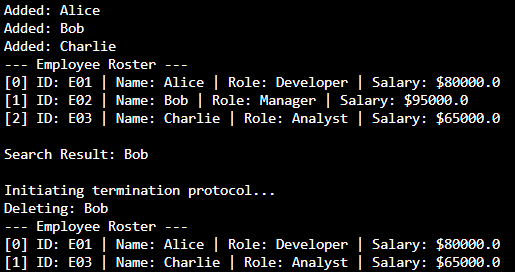 Added: Alice
Added: Bob
Added: Charlie
--- Employee Roster ---
[0] ID: E01 | Name: Alice | Role: Developer | Salary: $80000.0
[1] ID: E02 | Name: Bob | Role: Manager | Salary: $95000.0
[2] ID: E03 | Name: Charlie | Role: Analyst | Salary: $65000.0
Search Result: Bob
Initiating termination protocol...
Deleting: Bob
--- Employee Roster ---
[0] ID: E01 | Name: Alice | Role: Developer | Salary: $80000.0
[1] ID: E03 | Name: Charlie | Role: Analyst | Salary: $65000.0